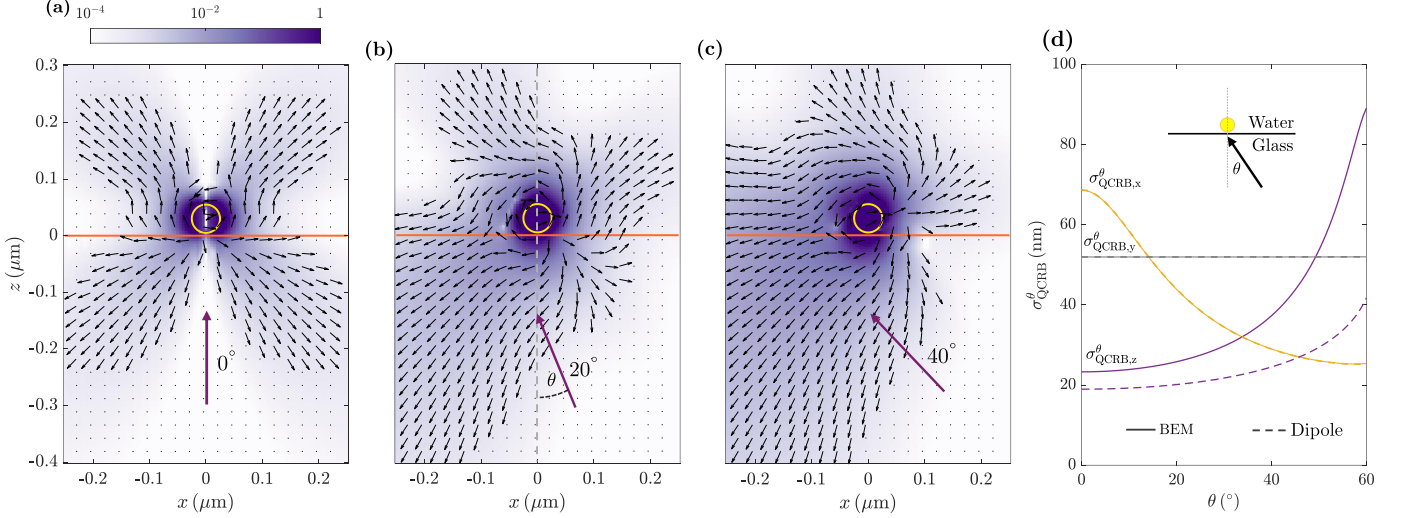 (a)
10⁻⁴
10⁻²
1
(b)
(c)
(d)
z (μm)
0.3
0.2
0.1
0
-0.1
-0.2
-0.3
-0.4
0°
-0.2
-0.1
0
0.1
0.2
x (μm)
θ
20°
-0.2
-0.1
0
0.1
0.2
x (μm)
40°
-0.2
-0.1
0
0.1
0.2
x (μm)
σ^θ_QCRB (nm)
100
80
60
40
20
0
Water
Glass
θ
σ^θ_QCRB,x
σ^θ_QCRB,y
σ^θ_QCRB,z
BEM
Dipole
0
20
40
60
θ (°)